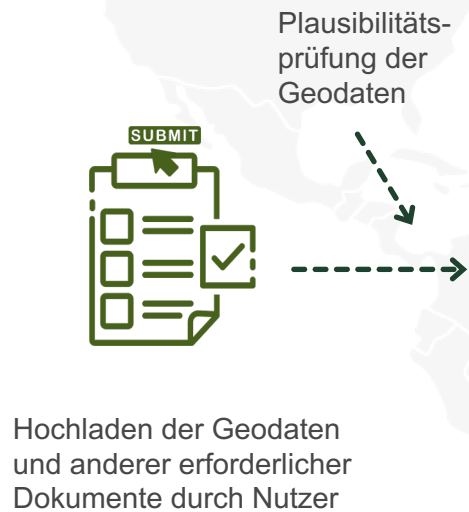 Plausibilitäts-
prüfung der
Geodaten
SUBMIT
Hochladen der Geodaten
und anderer erforderlicher
Dokumente durch Nutzer